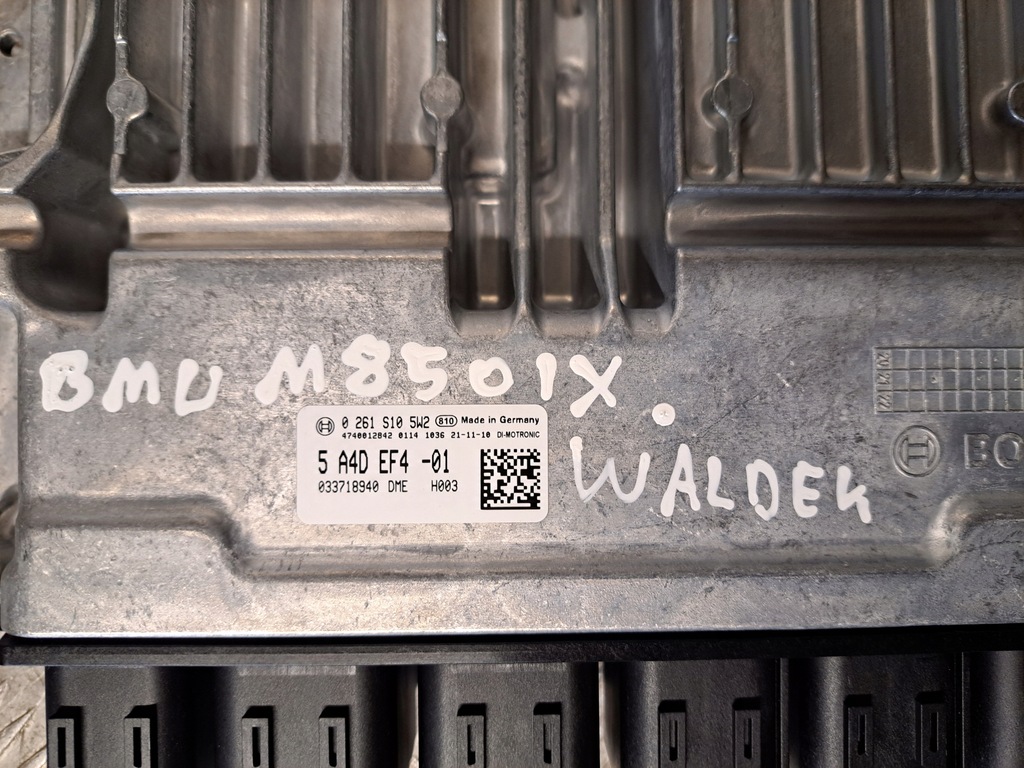 BMW M850IX.
0 261 S10 5W2 810 Made in Germany
4740012842 0114 1036 21-11-10 DI-MOTRONIC
5 A4D EF4 -01
033718940 DME H003
WALDEK
BO